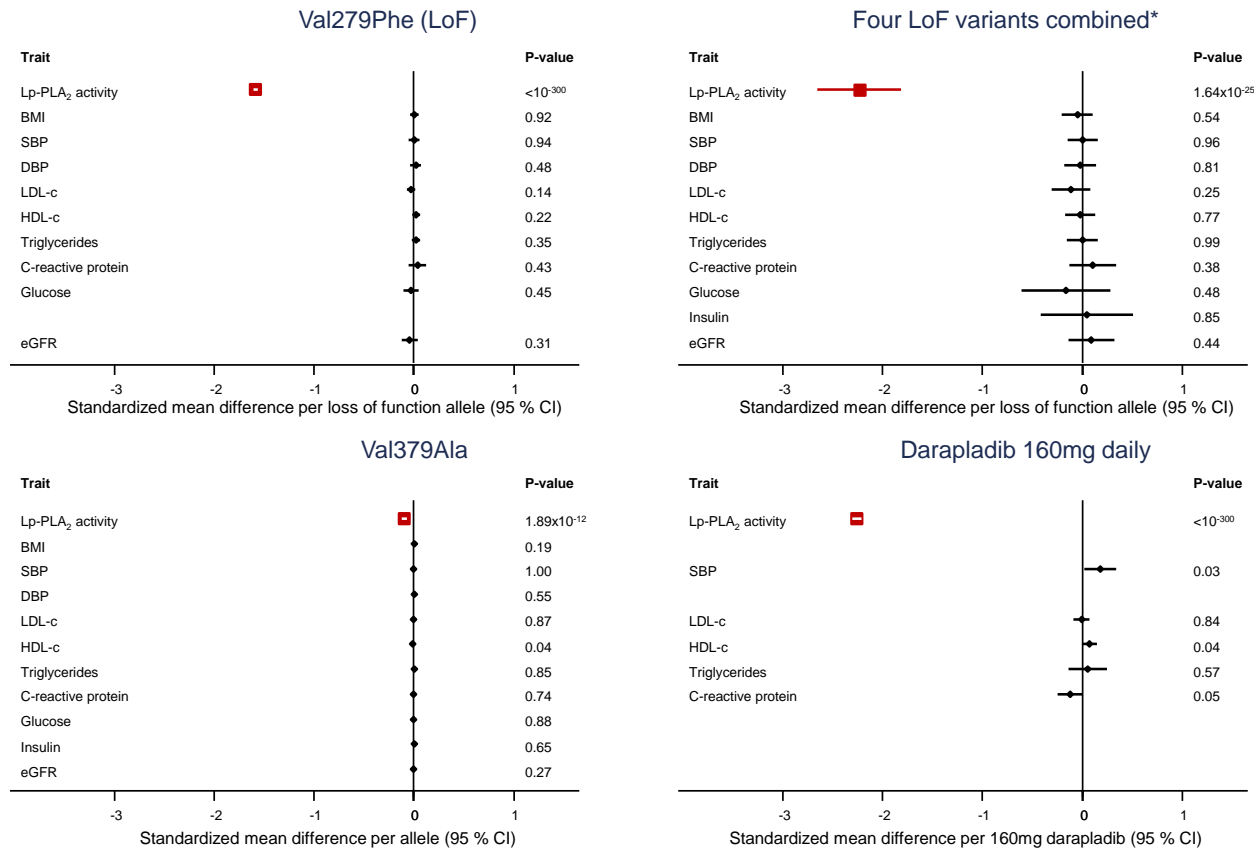 Val279Phe (LoF)
Trait P-value
Lp-PLA₂ activity <10⁻³⁰⁰
BMI 0.92
SBP 0.94
DBP 0.48
LDL-c 0.14
HDL-c 0.22
Triglycerides 0.35
C-reactive protein 0.43
Glucose 0.45
eGFR 0.31
-3 -2 -1 0 1
Standardized mean difference per loss of function allele (95 % CI)
Four LoF variants combined*
Trait P-value
Lp-PLA₂ activity 1.64x10⁻²⁵
BMI 0.54
SBP 0.96
DBP 0.81
LDL-c 0.25
HDL-c 0.77
Triglycerides 0.99
C-reactive protein 0.38
Glucose 0.48
Insulin 0.85
eGFR 0.44
-3 -2 -1 0 1
Standardized mean difference per loss of function allele (95 % CI)
Val379Ala
Trait P-value
Lp-PLA₂ activity 1.89x10⁻¹²
BMI 0.19
SBP 1.00
DBP 0.55
LDL-c 0.87
HDL-c 0.04
Triglycerides 0.85
C-reactive protein 0.74
Glucose 0.88
Insulin 0.65
eGFR 0.27
-3 -2 -1 0 1
Standardized mean difference per allele (95 % CI)
Darapladib 160mg daily
Trait P-value
Lp-PLA₂ activity <10⁻³⁰⁰
SBP 0.03
LDL-c 0.84
HDL-c 0.04
Triglycerides 0.57
C-reactive protein 0.05
-3 -2 -1 0 1
Standardized mean difference per 160mg darapladib (95 % CI)